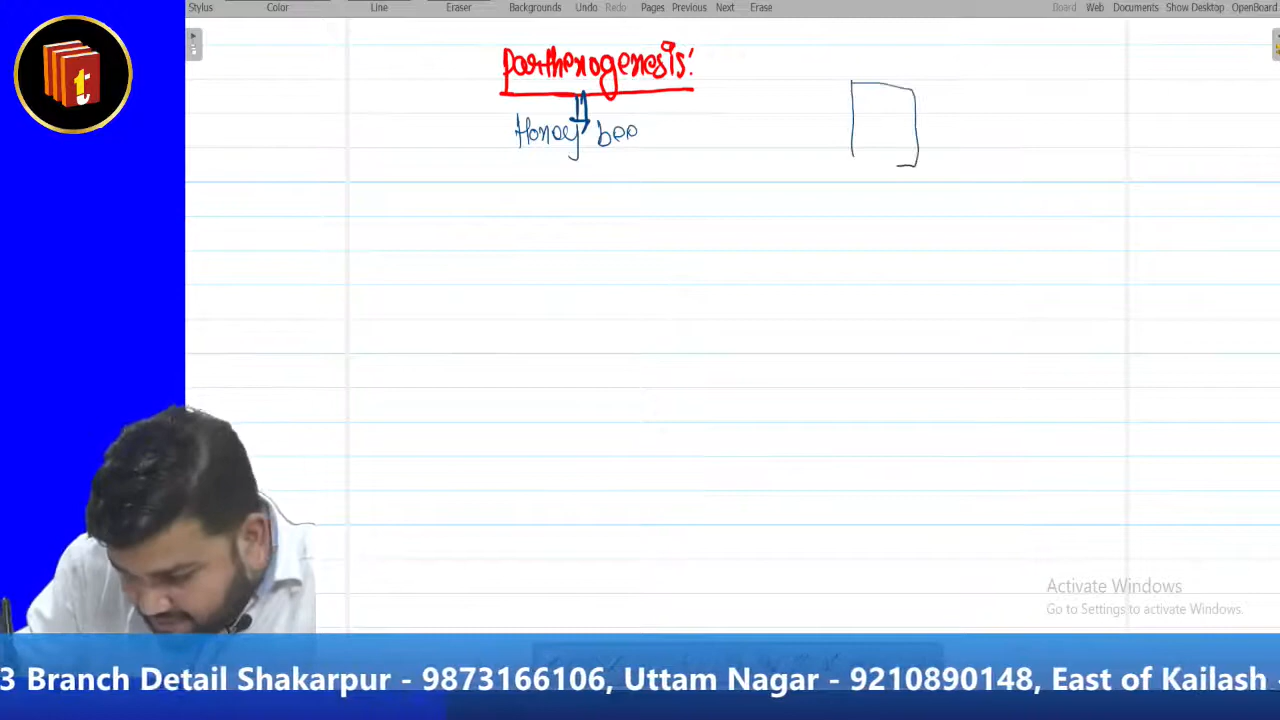 Stylus Color Line Eraser Backgrounds Undo Redo Pages Previous Next Erase Board Web Documents Show Desktop OpenBoard
t
Parthenogenesis:
Honey bee
Activate Windows
Go to Settings to activate Windows.
3 Branch Detail Shakarpur - 9873166106, Uttam Nagar - 9210890148, East of Kailash -